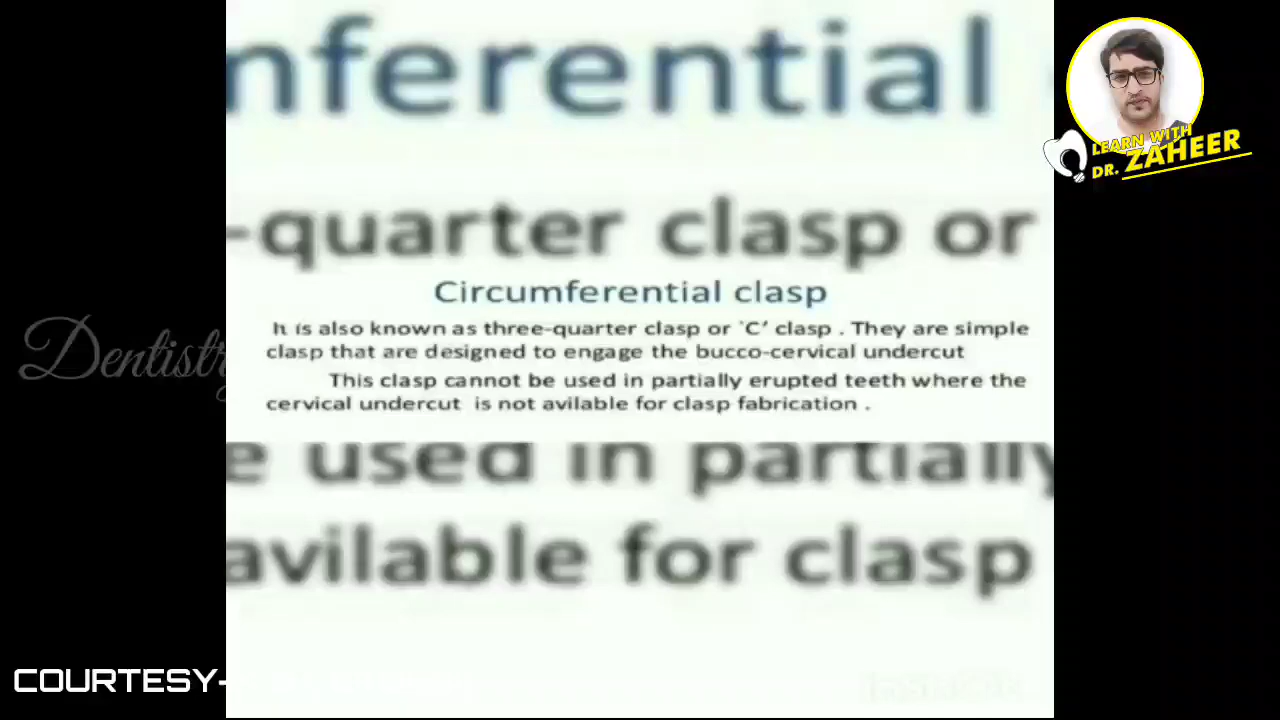 nferential
-quarter clasp or
Circumferential clasp
It is also known as three-quarter clasp or 'C' clasp . They are simple
clasp that are designed to engage the bucco-cervical undercut
This clasp cannot be used in partially erupted teeth where the
cervical undercut is not avilable for clasp fabrication .
e used in partially
avilable for clasp
Dentistry
COURTESY-
LEARN WITH
DR. ZAHEER